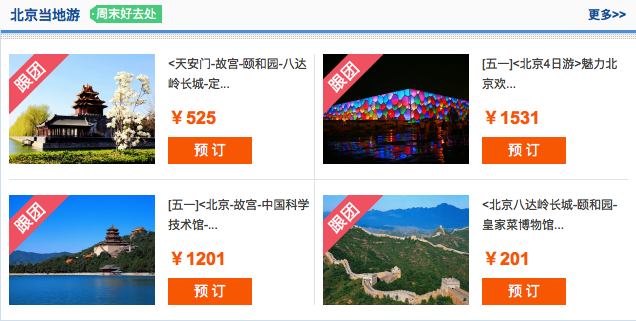 北京当地游 周末好去处 更多>>
跟团
<天安门-故宫-颐和园-八达
岭长城-定...
￥525
预 订
跟团
[五一]<北京4日游>魅力北
京欢...
￥1531
预 订
跟团
[五一]<北京-故宫-中国科学
技术馆-...
￥1201
预 订
跟团
<北京八达岭长城-颐和园-
皇家菜博物馆...
￥201
预 订